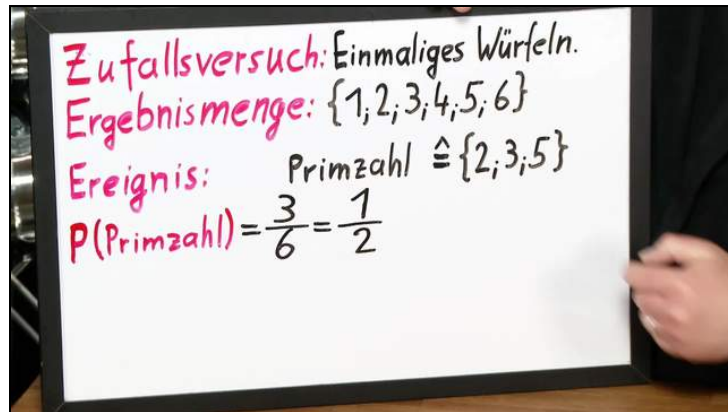 Zufallsversuch: Einmaliges Würfeln.
Ergebnismenge: {1;2;3;4;5;6}
Ereignis: Primzahl ≙ {2;3;5}
P(Primzahl) = 3/6 = 1/2